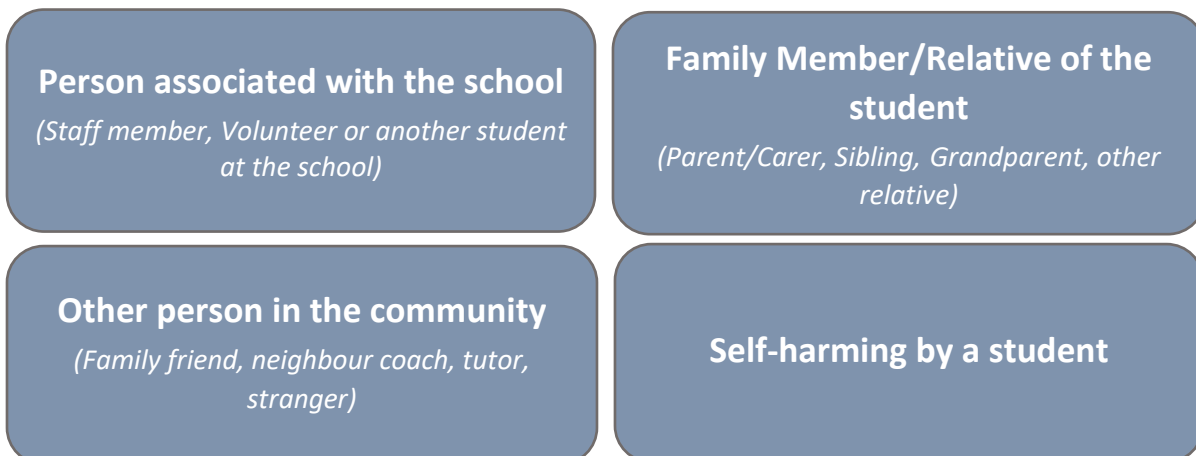 Person associated with the school
(Staff member, Volunteer or another student
at the school)
Family Member/Relative of the
student
(Parent/Carer, Sibling, Grandparent, other
relative)
Other person in the community
(Family friend, neighbour coach, tutor,
stranger)
Self-harming by a student